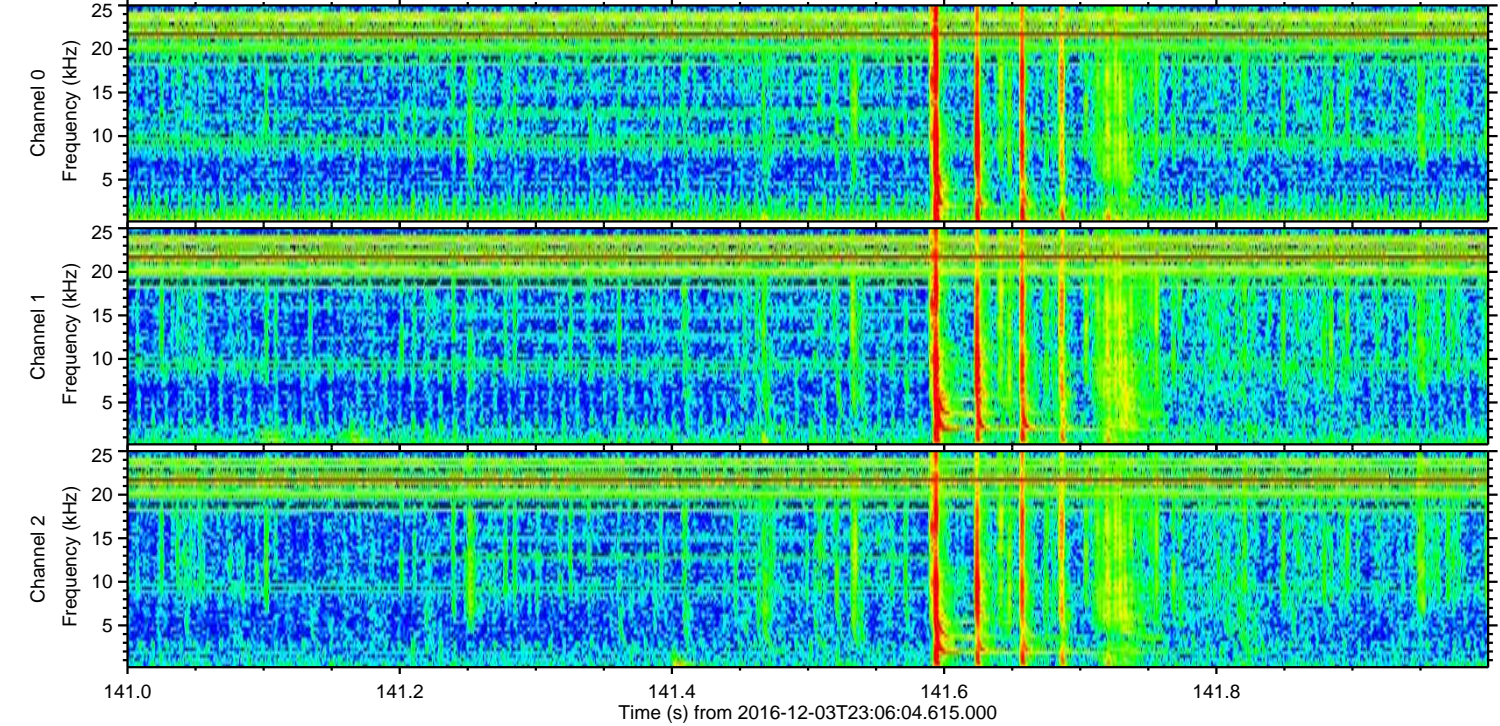 25
20
15
10
5
Channel 0
Frequency (kHz)
25
20
15
10
5
Channel 1
Frequency (kHz)
25
20
15
10
5
Channel 2
Frequency (kHz)
141.0 141.2 141.4 141.6 141.8
Time (s) from 2016-12-03T23:06:04.615.000